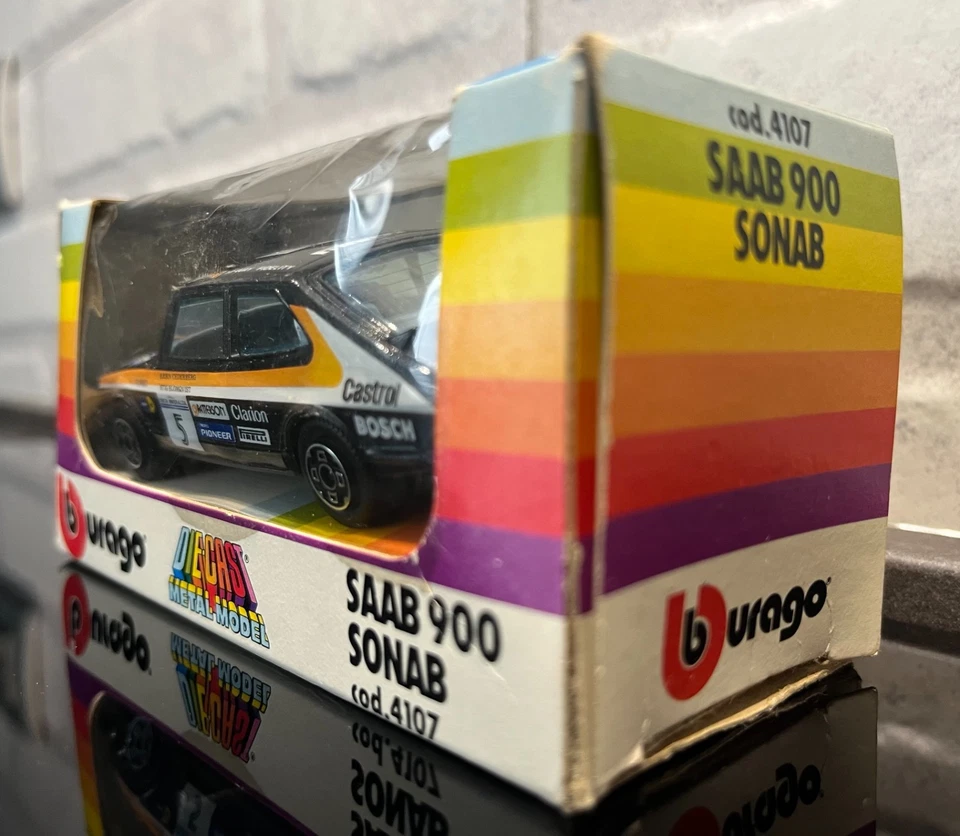 cod.4107
SAAB 900
SONAB
burago
burago
DIECAST
METAL MODEL
SAAB 900
SONAB
cod.4107
Castrol
BOSCH
5
Clarion
PIONEER
PIRELLI